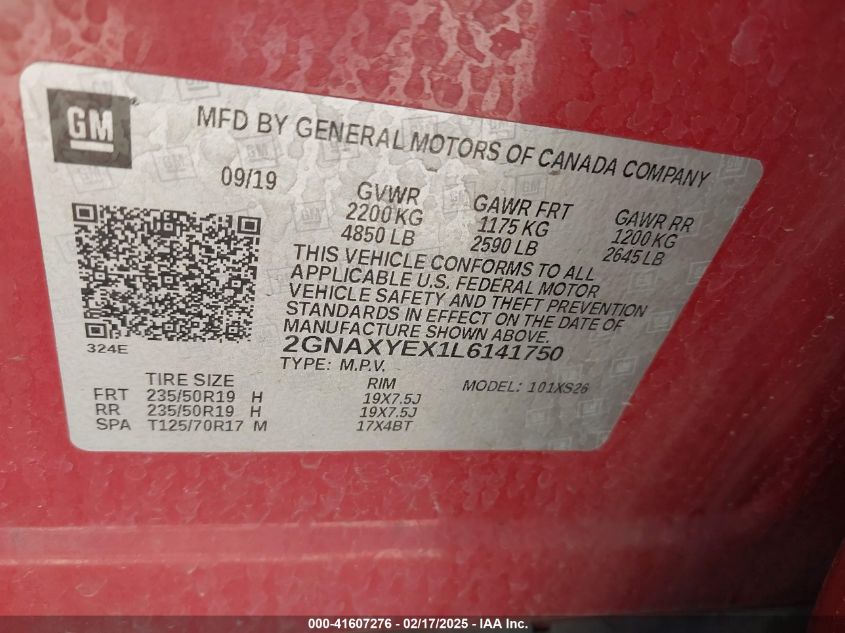 GM
MFD BY GENERAL MOTORS OF CANADA COMPANY
09/19
GVWR
2200 KG
4850 LB
GAWR FRT
1175 KG
2590 LB
GAWR RR
1200 KG
2645 LB
THIS VEHICLE CONFORMS TO ALL
APPLICABLE U.S. FEDERAL MOTOR
VEHICLE SAFETY AND THEFT PREVENTION
STANDARDS IN EFFECT ON THE DATE OF
MANUFACTURE SHOWN ABOVE.
324E
2GNAXYEX1L6141750
TYPE: M.P.V.
MODEL: 101XS26
TIRE SIZE RIM
FRT 235/50R19 H 19X7.5J
RR 235/50R19 H 19X7.5J
SPA T125/70R17 M 17X4BT
000-41607276 - 02/17/2025 - IAA Inc.